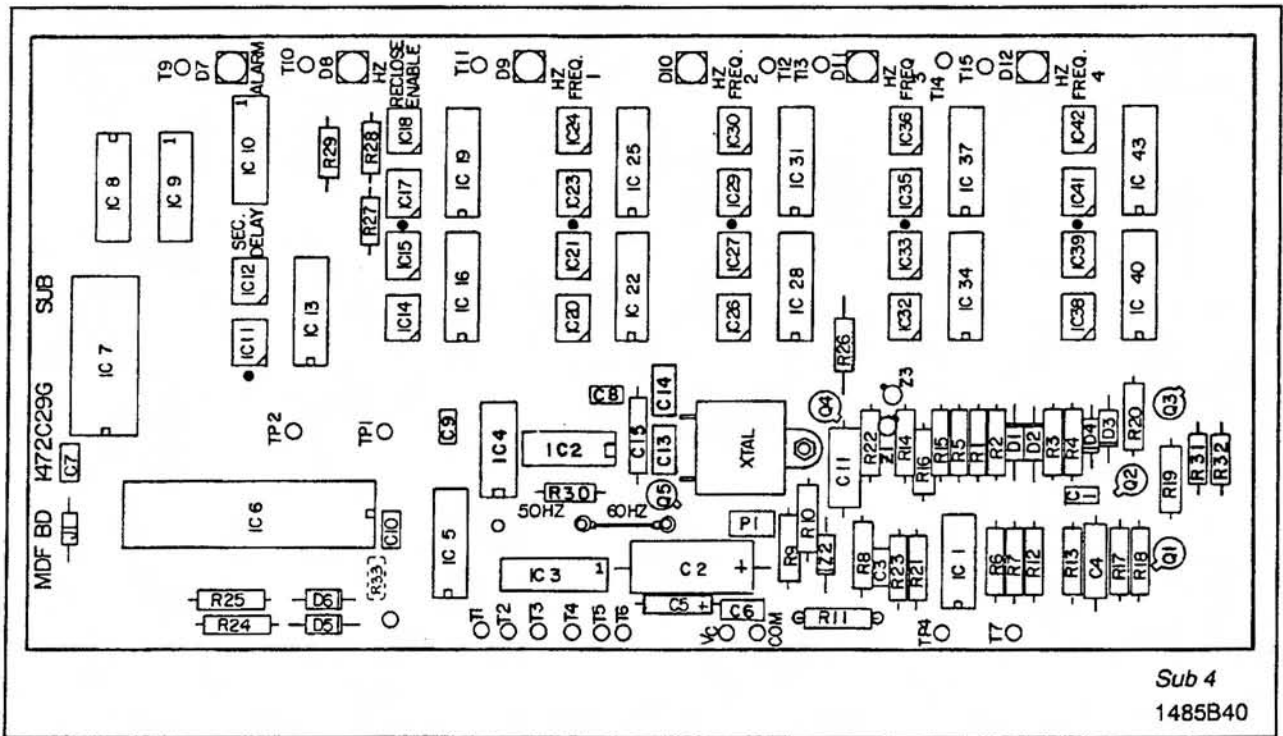 T9
D7
ALARM
T10
D8
HZ
RECLOSE
ENABLE
T11
D9
HZ
FREQ.
1
D10
HZ
FREQ.
2
T12
T13
D11
HZ
FREQ.
3
T14
T15
D12
HZ
FREQ.
4
IC 8
IC 9
1
IC 10
1
R29
R28
R27
IC18
IC17
IC15
IC14
IC 19
IC 16
IC24
IC23
IC21
IC20
IC 25
IC 22
IC30
IC29
IC27
IC26
IC 31
IC 28
IC36
IC35
IC33
IC32
IC 37
IC 34
IC42
IC41
IC39
IC38
IC 43
IC 40
SEC.
DELAY
IC12
IC11
IC 13
IC 7
MDF BD 1472C29G SUB
C7
J1
TP2
TP1
IC 6
C10
R33
R25
R24
D6
D5
C9
IC4
IC2
C8
C15
C14
C13
XTAL
R30
Q5
50HZ
60HZ
IC 5
IC 3
1
C 2
+
C5
+
C6
P1
T1
T2
T3
T4
T5
T6
VC
COM
R26
Q4
Z3
Z1
C11
R22
R14
R16
R15
R5
R1
R2
D1
D2
R3
R4
D4
D3
R20
Q3
Q2
C
1
R19
R31
R32
R9
R10
Z2
R8
C3
R23
R21
IC 1
R6
R7
R12
R13
C4
R17
R18
Q1
R11
TP4
T7
Sub 4
1485B40